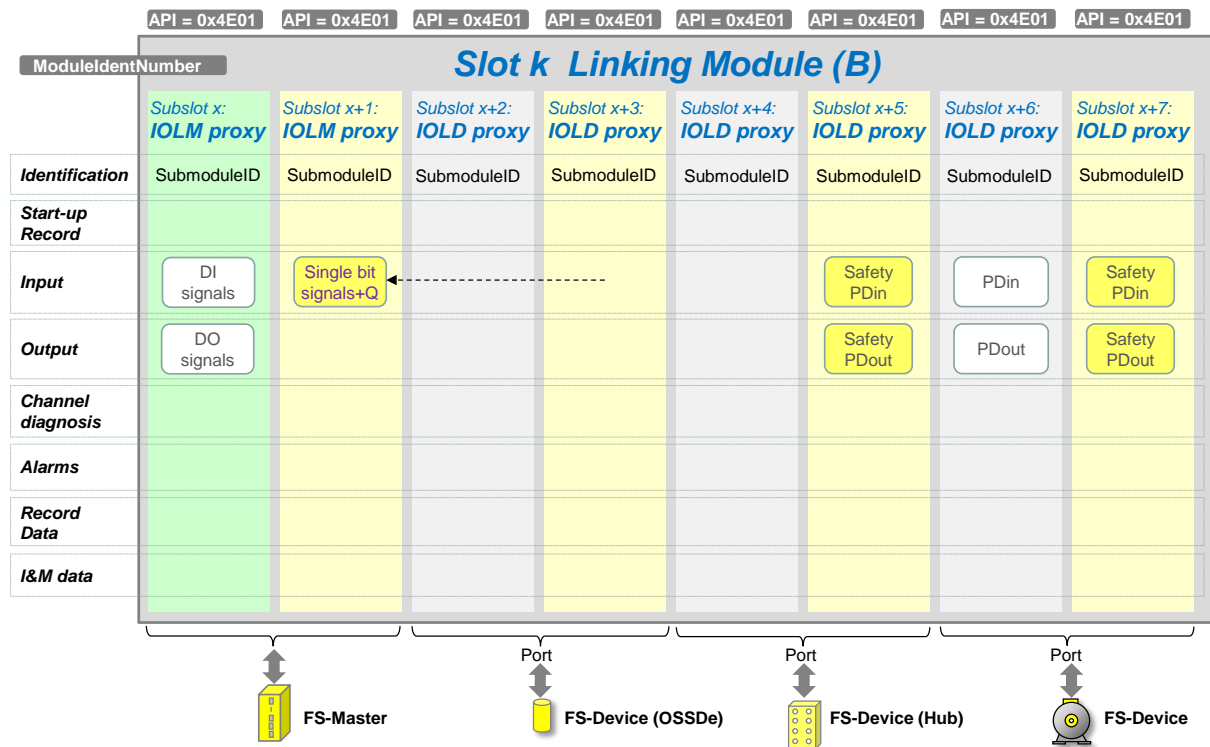 API = 0x4E01 API = 0x4E01 API = 0x4E01 API = 0x4E01 API = 0x4E01 API = 0x4E01 API = 0x4E01 API = 0x4E01
ModuleIdentNumber
Slot k Linking Module (B)
Subslot x: Subslot x+1: Subslot x+2: Subslot x+3: Subslot x+4: Subslot x+5: Subslot x+6: Subslot x+7:
IOLM proxy IOLM proxy IOLD proxy IOLD proxy IOLD proxy IOLD proxy IOLD proxy IOLD proxy
Identification SubmoduleID SubmoduleID SubmoduleID SubmoduleID SubmoduleID SubmoduleID SubmoduleID SubmoduleID
Start-up
Record
Input
DI
signals
Single bit
signals+Q
Safety
PDin
PDin
Safety
PDin
Output
DO
signals
Safety
PDout
PDout
Safety
PDout
Channel
diagnosis
Alarms
Record
Data
I&M data
Port Port Port
FS-Master FS-Device (OSSDe) FS-Device (Hub) FS-Device